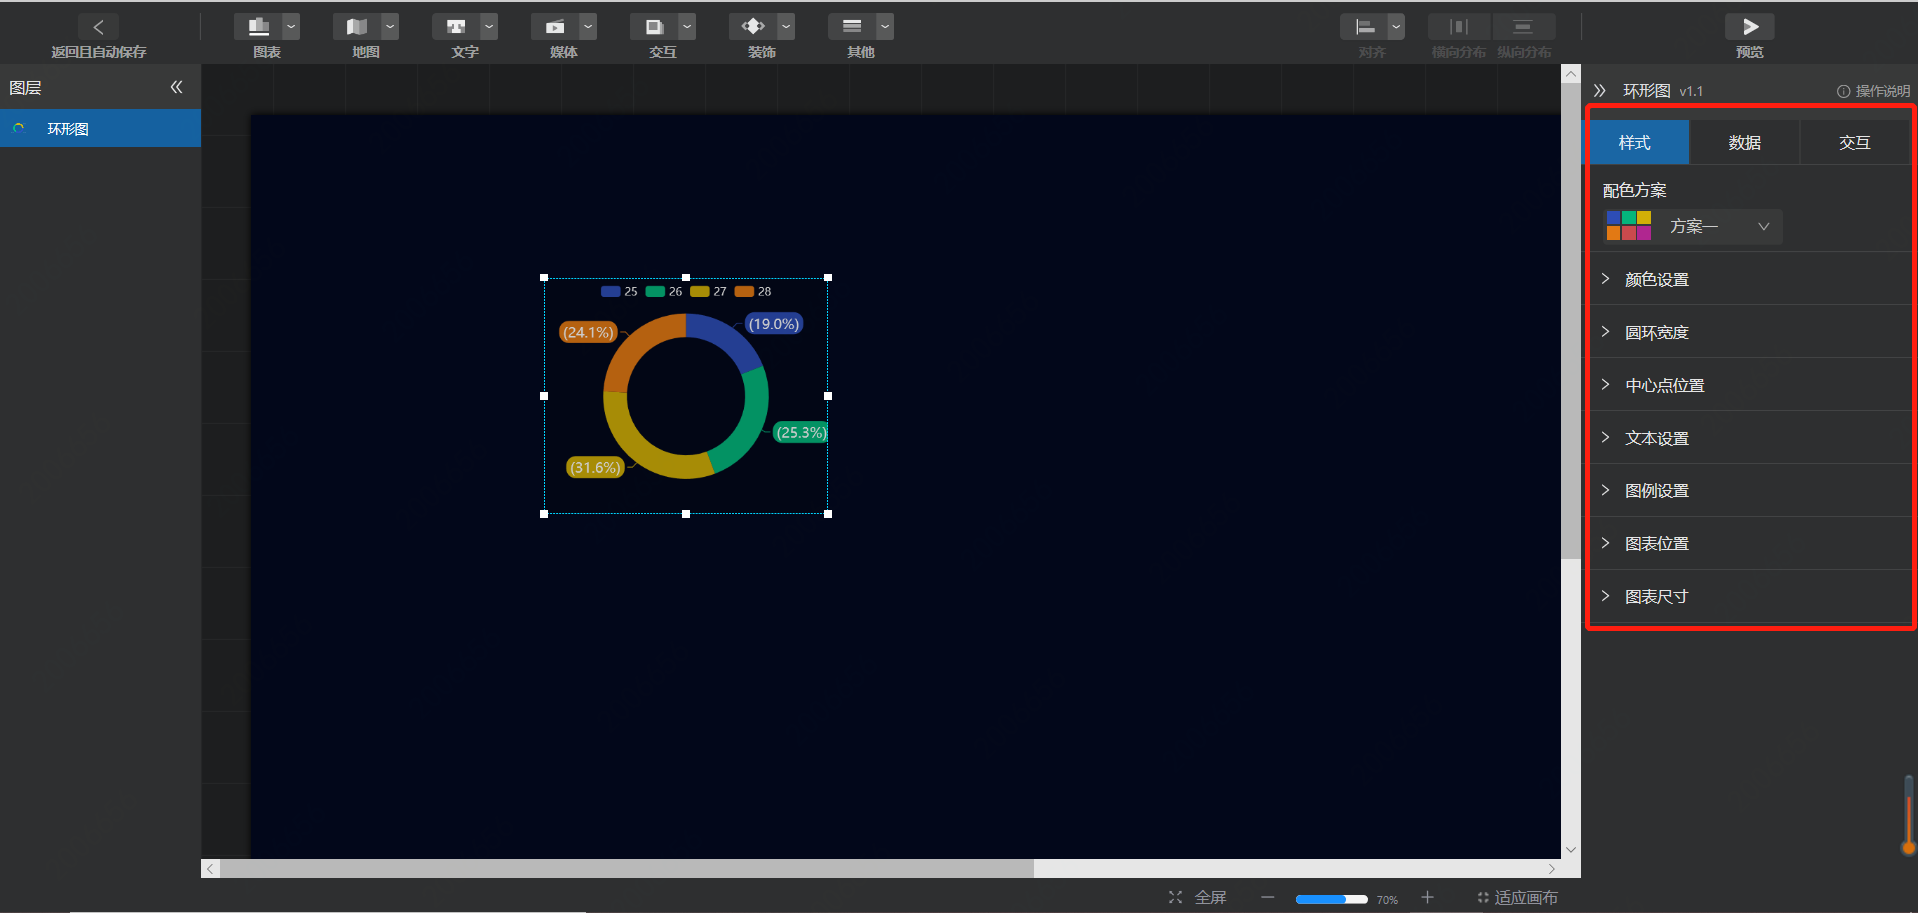 返回且自动保存
图表
地图
文字
媒体
交互
装饰
其他
对齐
横向分布
纵向分布
预览
图层
环形图
25 26 27 28
(24.1%)
(19.0%)
(25.3%)
(31.6%)
环形图 v1.1
操作说明
样式 数据 交互
配色方案
方案一
颜色设置
圆环宽度
中心点位置
文本设置
图例设置
图表位置
图表尺寸
全屏
70%
适应画布